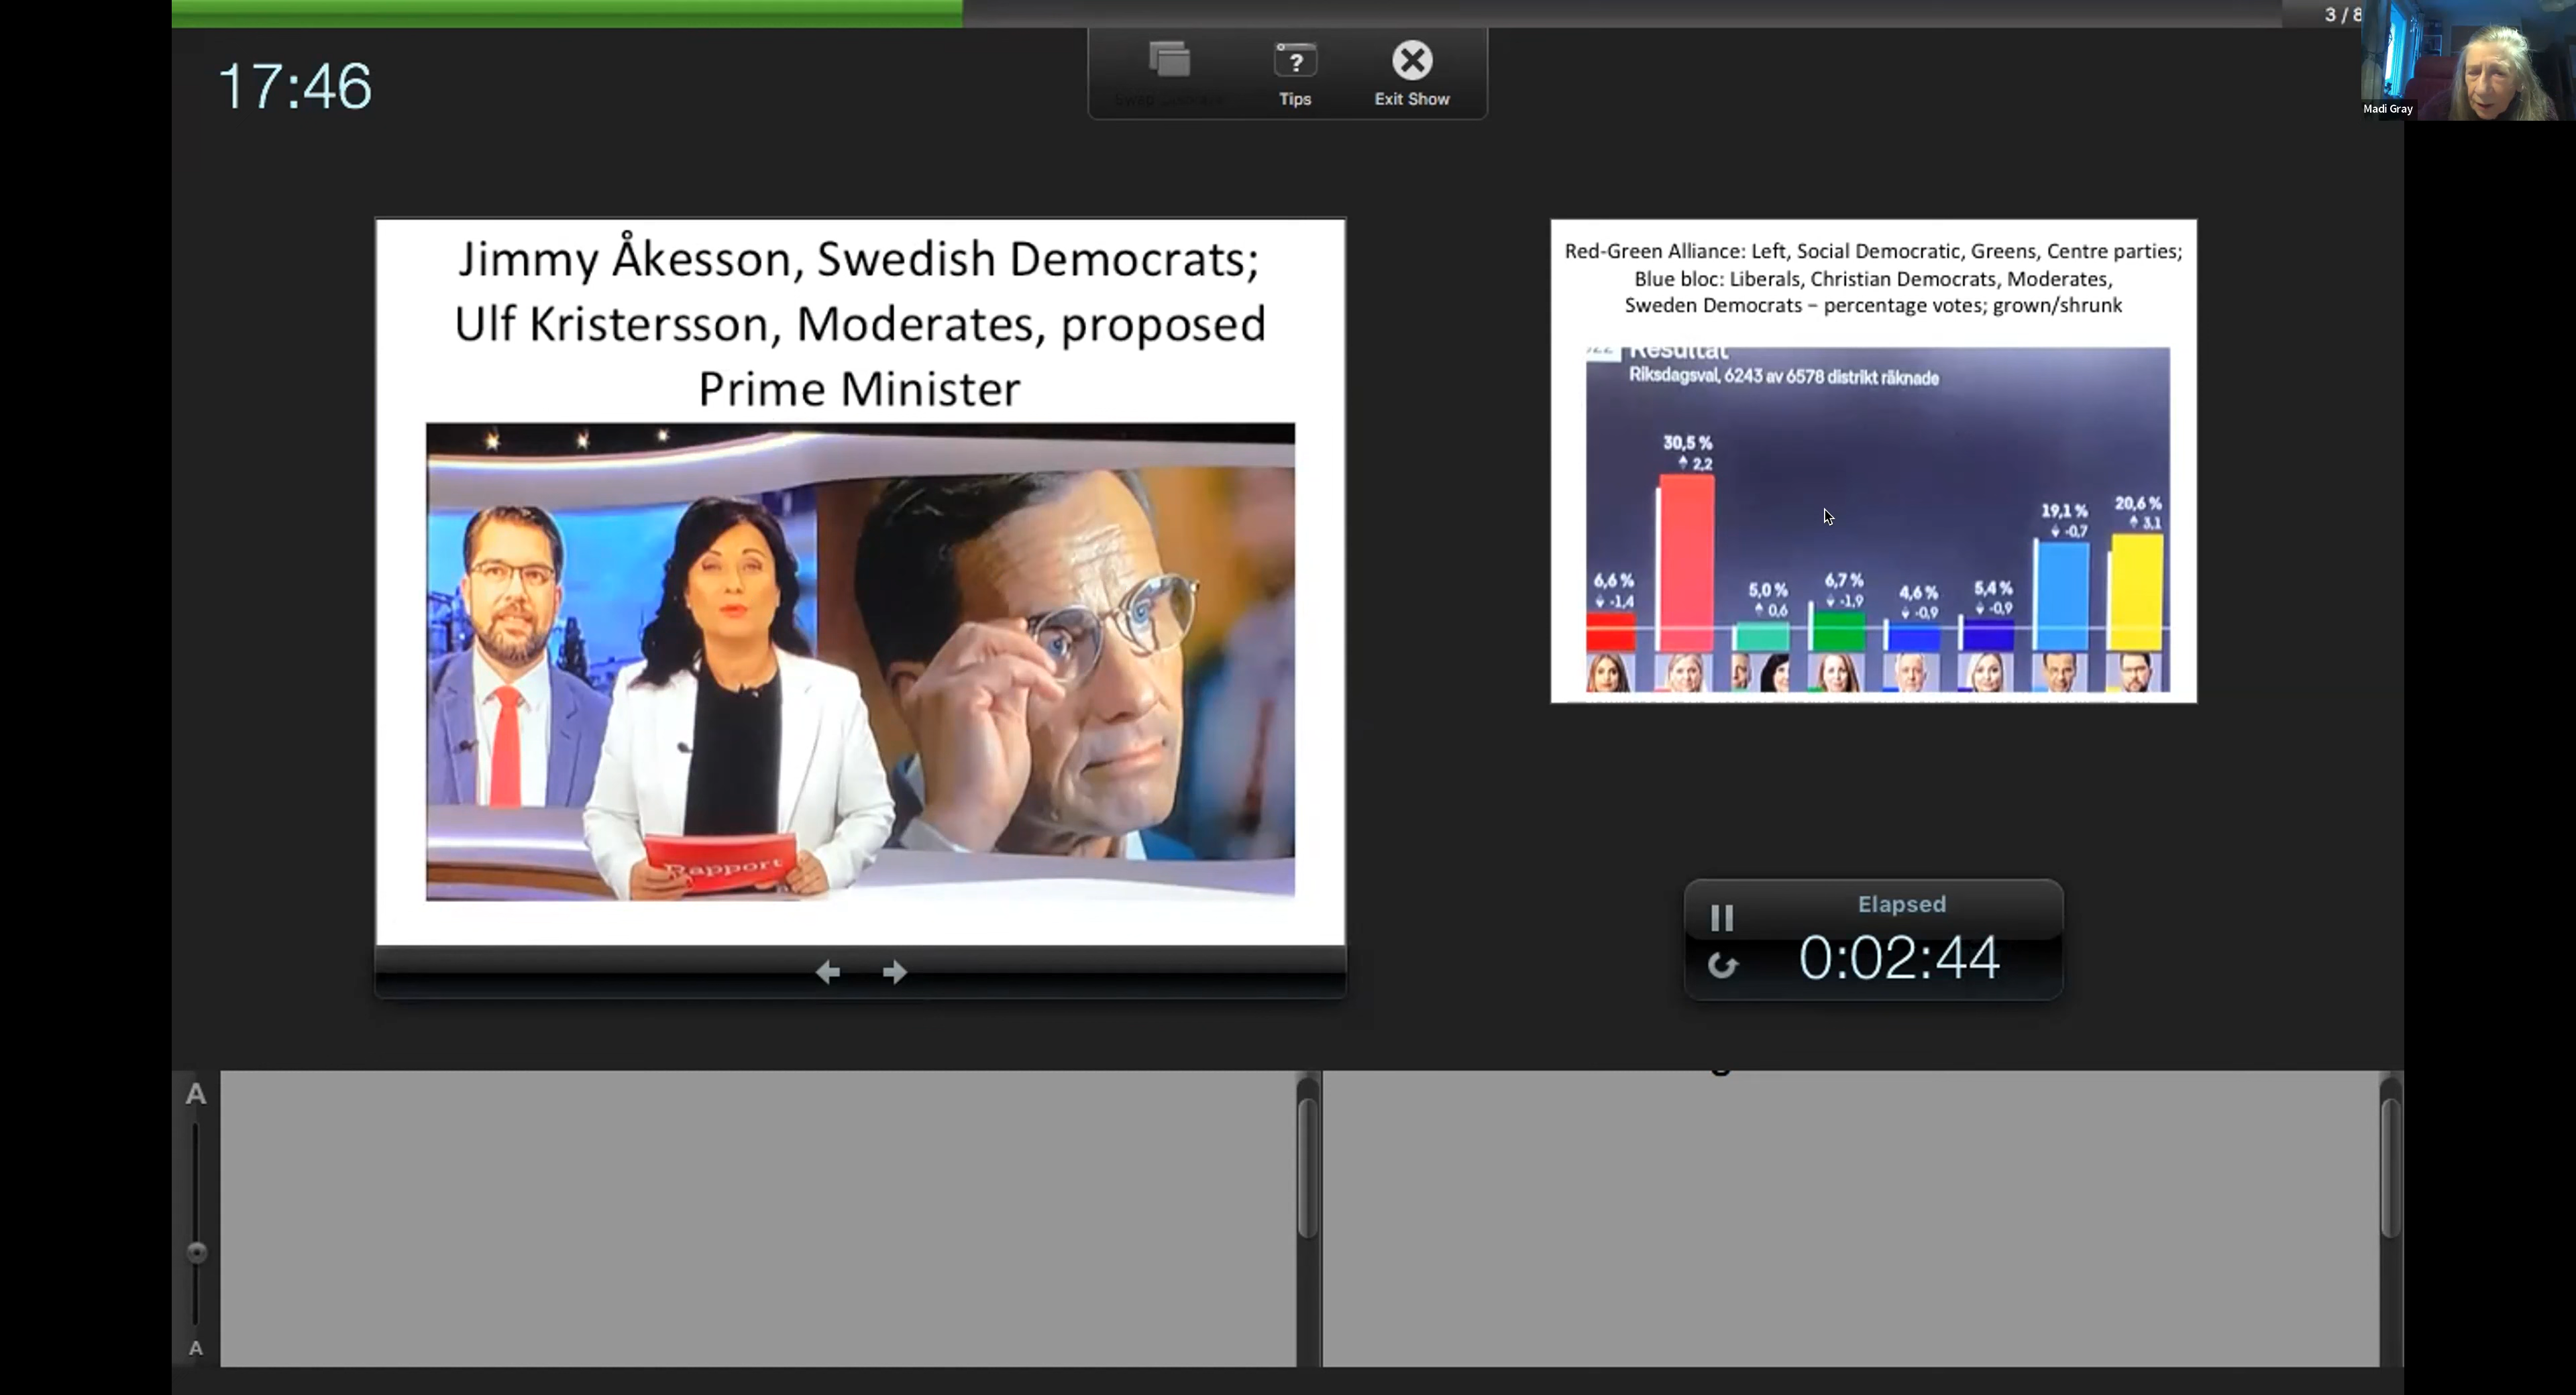 3 / 8
17:46
Tips
Exit Show
Madi Gray
Jimmy Åkesson, Swedish Democrats;
Ulf Kristersson, Moderates, proposed
Prime Minister
Rapport
Red-Green Alliance: Left, Social Democratic, Greens, Centre parties;
Blue bloc: Liberals, Christian Democrats, Moderates,
Sweden Democrats – percentage votes; grown/shrunk
Resultat
Riksdagsval, 6243 av 6578 distrikt räknade
30,5 %
2,2
20,6 %
3,1
19,1 %
-0,7
6,6 %
-1,4
5,0 %
0,6
6,7 %
-1,9
4,6 %
-0,9
5,4 %
-0,9
Elapsed
0:02:44
A
A